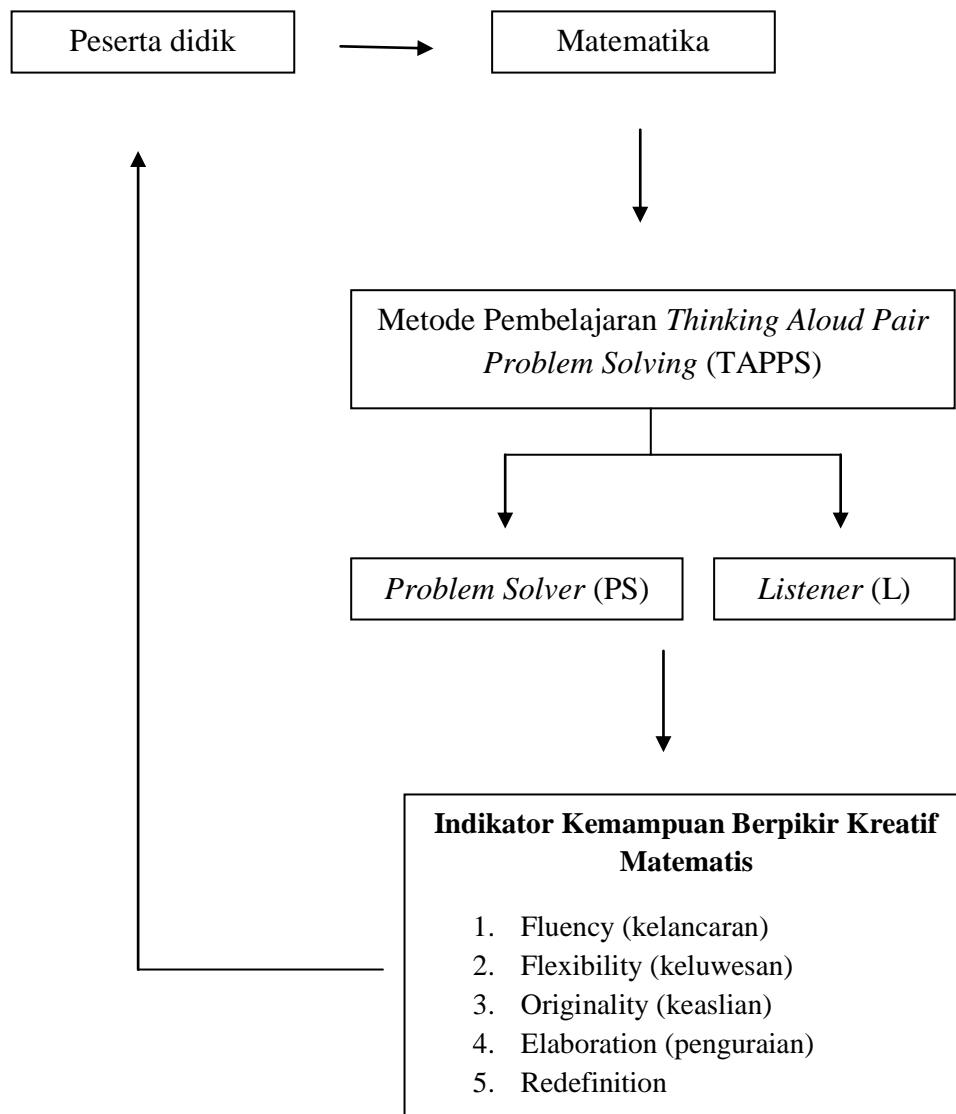 Peserta didik
Matematika
Metode Pembelajaran Thinking Aloud Pair
Problem Solving (TAPPS)
Problem Solver (PS)
Listener (L)
Indikator Kemampuan Berpikir Kreatif
Matematis
1. Fluency (kelancaran)
2. Flexibility (keluwesan)
3. Originality (keaslian)
4. Elaboration (penguraian)
5. Redefinition